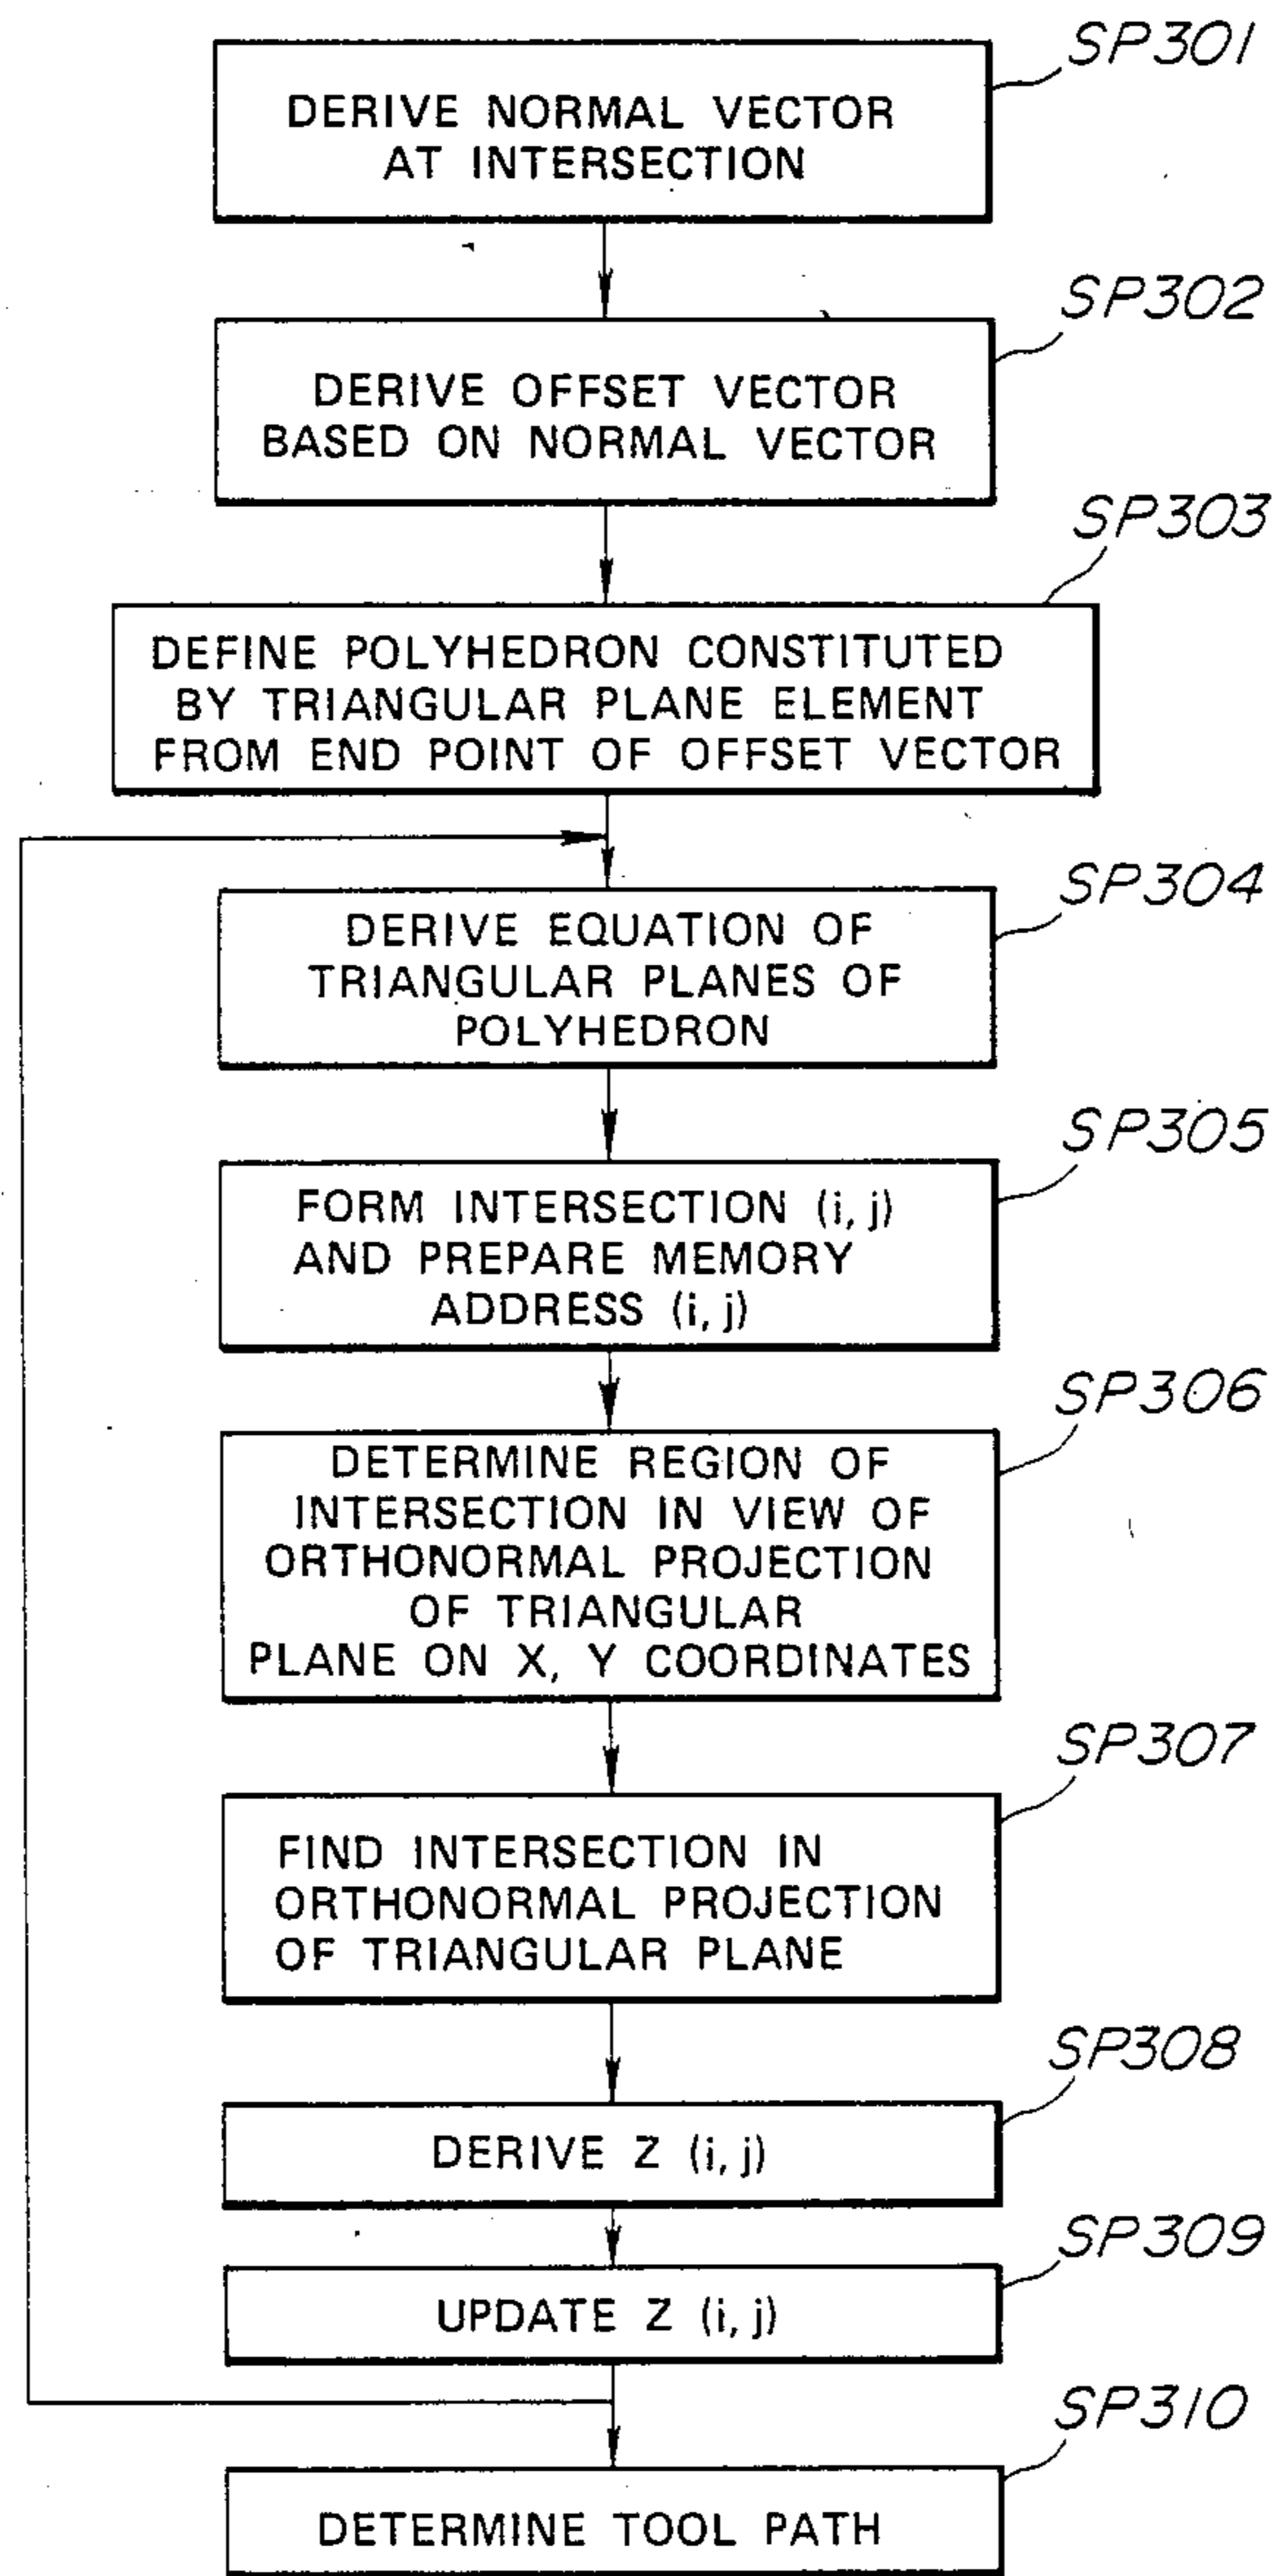 SP301
DERIVE NORMAL VECTOR
AT INTERSECTION
SP302
DERIVE OFFSET VECTOR
BASED ON NORMAL VECTOR
SP303
DEFINE POLYHEDRON CONSTITUTED
BY TRIANGULAR PLANE ELEMENT
FROM END POINT OF OFFSET VECTOR
SP304
DERIVE EQUATION OF
TRIANGULAR PLANES OF
POLYHEDRON
SP305
FORM INTERSECTION (i, j)
AND PREPARE MEMORY
ADDRESS (i, j)
SP306
DETERMINE REGION OF
INTERSECTION IN VIEW OF
ORTHONORMAL PROJECTION
OF TRIANGULAR
PLANE ON X, Y COORDINATES
SP307
FIND INTERSECTION IN
ORTHONORMAL PROJECTION
OF TRIANGULAR PLANE
SP308
DERIVE Z (i, j)
SP309
UPDATE Z (i, j)
SP310
DETERMINE TOOL PATH